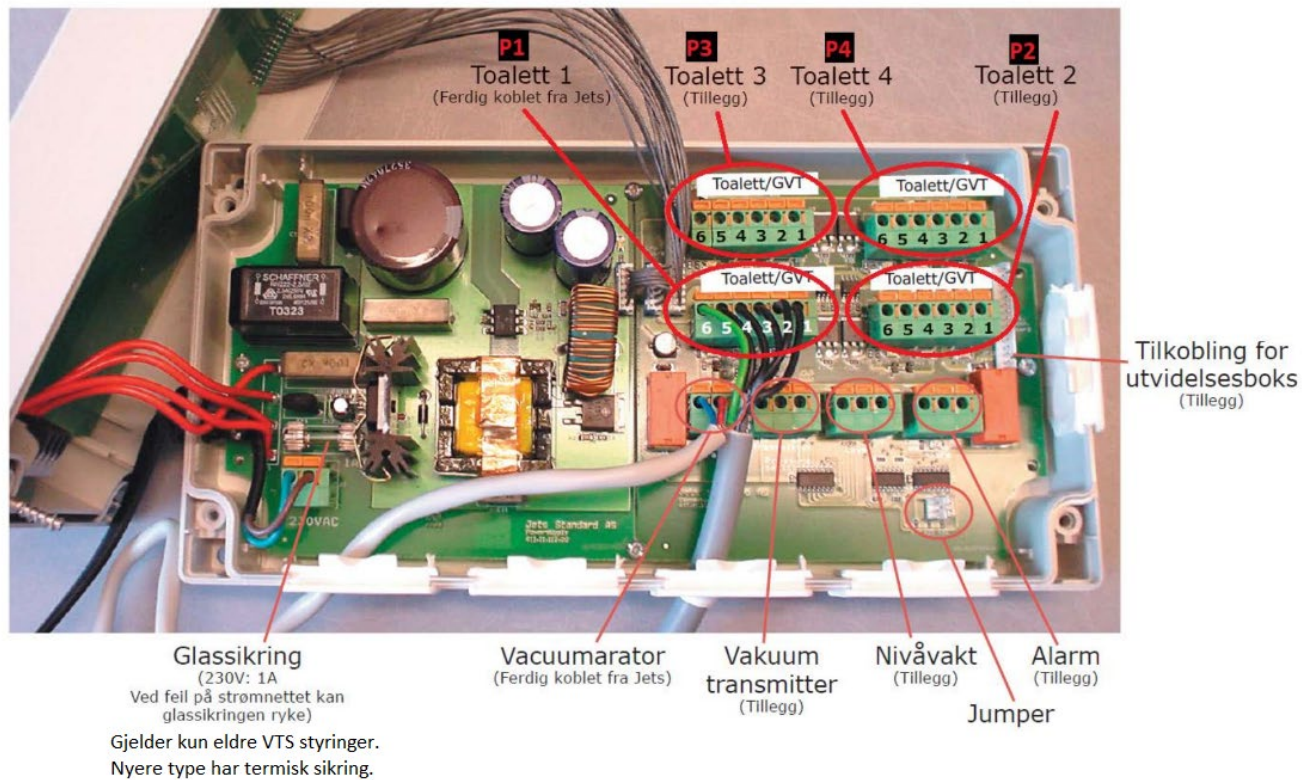 P1
Toalett 1
(Ferdig koblet fra Jets)
P3
Toalett 3
(Tillegg)
P4
Toalett 4
(Tillegg)
P2
Toalett 2
(Tillegg)
Toalett/GVT
6 5 4 3 2 1
Toalett/GVT
6 5 4 3 2 1
Toalett/GVT
6 5 4 3 2 1
Toalett/GVT
6 5 4 3 2 1
SCHAFFNER
TO323
230VAC
Jets Standard AS
Tilkobling for
utvidelsesboks
(Tillegg)
Glassikring
(230V: 1A
Ved feil på strømnettet kan
glassikringen ryke)
Gjelder kun eldre VTS styringer.
Nyere type har termisk sikring.
Vacuumarator
(Ferdig koblet fra Jets)
Vakuum
transmitter
(Tillegg)
Nivåvakt
(Tillegg)
Alarm
(Tillegg)
Jumper